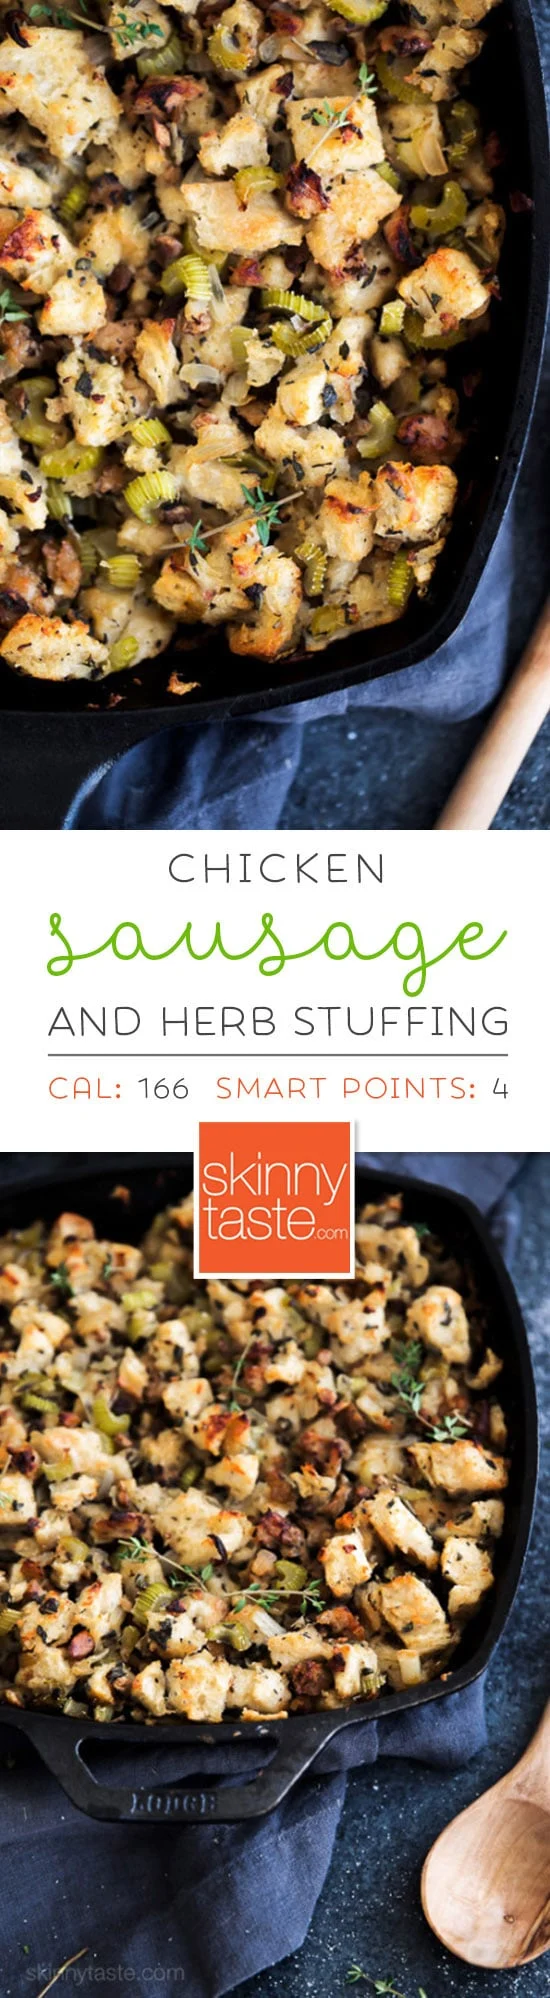 CHICKEN
sausage
AND HERB STUFFING
CAL: 166 SMART POINTS: 4
skinny
taste.com
LODGE
skinnytaste.com